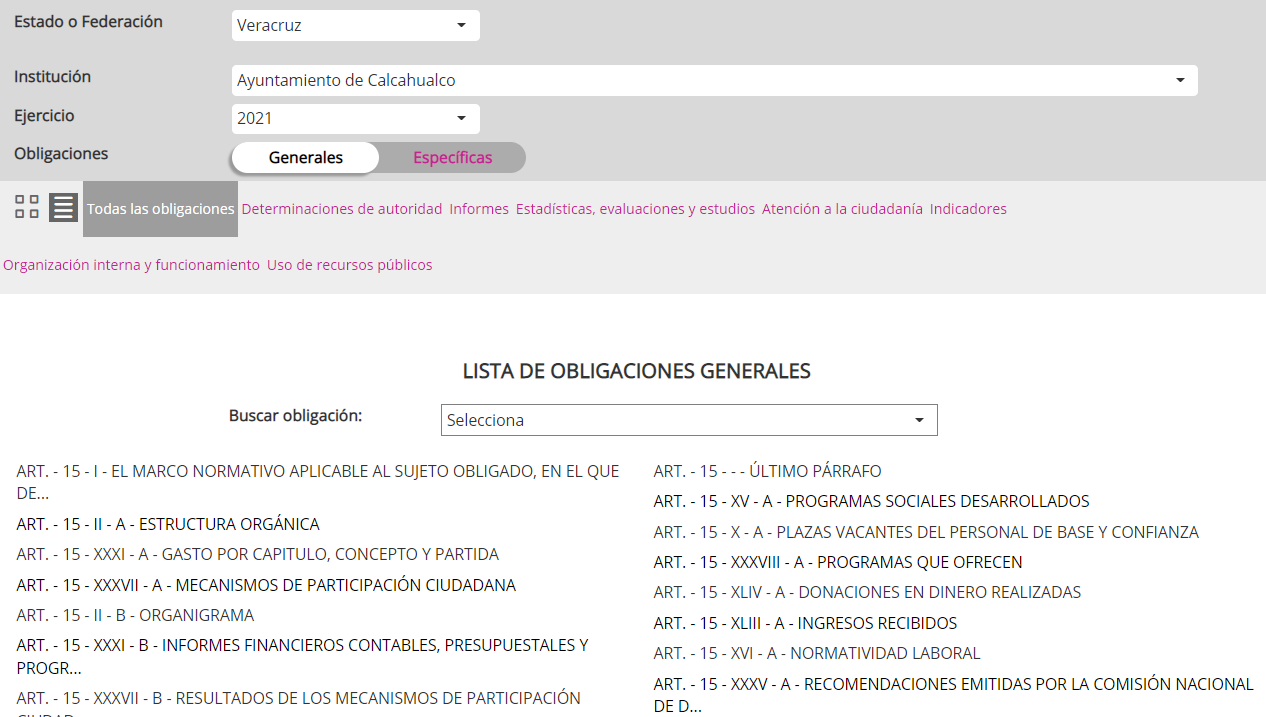 Estado o Federación
Veracruz
Institución
Ayuntamiento de Calcahualco
Ejercicio
2021
Obligaciones
Generales
Específicas
Todas las obligaciones Determinaciones de autoridad Informes Estadísticas, evaluaciones y estudios Atención a la ciudadanía Indicadores
Organización interna y funcionamiento Uso de recursos públicos
LISTA DE OBLIGACIONES GENERALES
Buscar obligación:
Selecciona
ART. - 15 - I - EL MARCO NORMATIVO APLICABLE AL SUJETO OBLIGADO, EN EL QUE
DE...
ART. - 15 - II - A - ESTRUCTURA ORGÁNICA
ART. - 15 - XXXI - A - GASTO POR CAPITULO, CONCEPTO Y PARTIDA
ART. - 15 - XXXVII - A - MECANISMOS DE PARTICIPACIÓN CIUDADANA
ART. - 15 - II - B - ORGANIGRAMA
ART. - 15 - XXXI - B - INFORMES FINANCIEROS CONTABLES, PRESUPUESTALES Y
PROGR...
ART. - 15 - XXXVII - B - RESULTADOS DE LOS MECANISMOS DE PARTICIPACIÓN
CIUDAD...
ART. - 15 - - - ÚLTIMO PÁRRAFO
ART. - 15 - XV - A - PROGRAMAS SOCIALES DESARROLLADOS
ART. - 15 - X - A - PLAZAS VACANTES DEL PERSONAL DE BASE Y CONFIANZA
ART. - 15 - XXXVIII - A - PROGRAMAS QUE OFRECEN
ART. - 15 - XLIV - A - DONACIONES EN DINERO REALIZADAS
ART. - 15 - XLIII - A - INGRESOS RECIBIDOS
ART. - 15 - XVI - A - NORMATIVIDAD LABORAL
ART. - 15 - XXXV - A - RECOMENDACIONES EMITIDAS POR LA COMISIÓN NACIONAL
DE D...